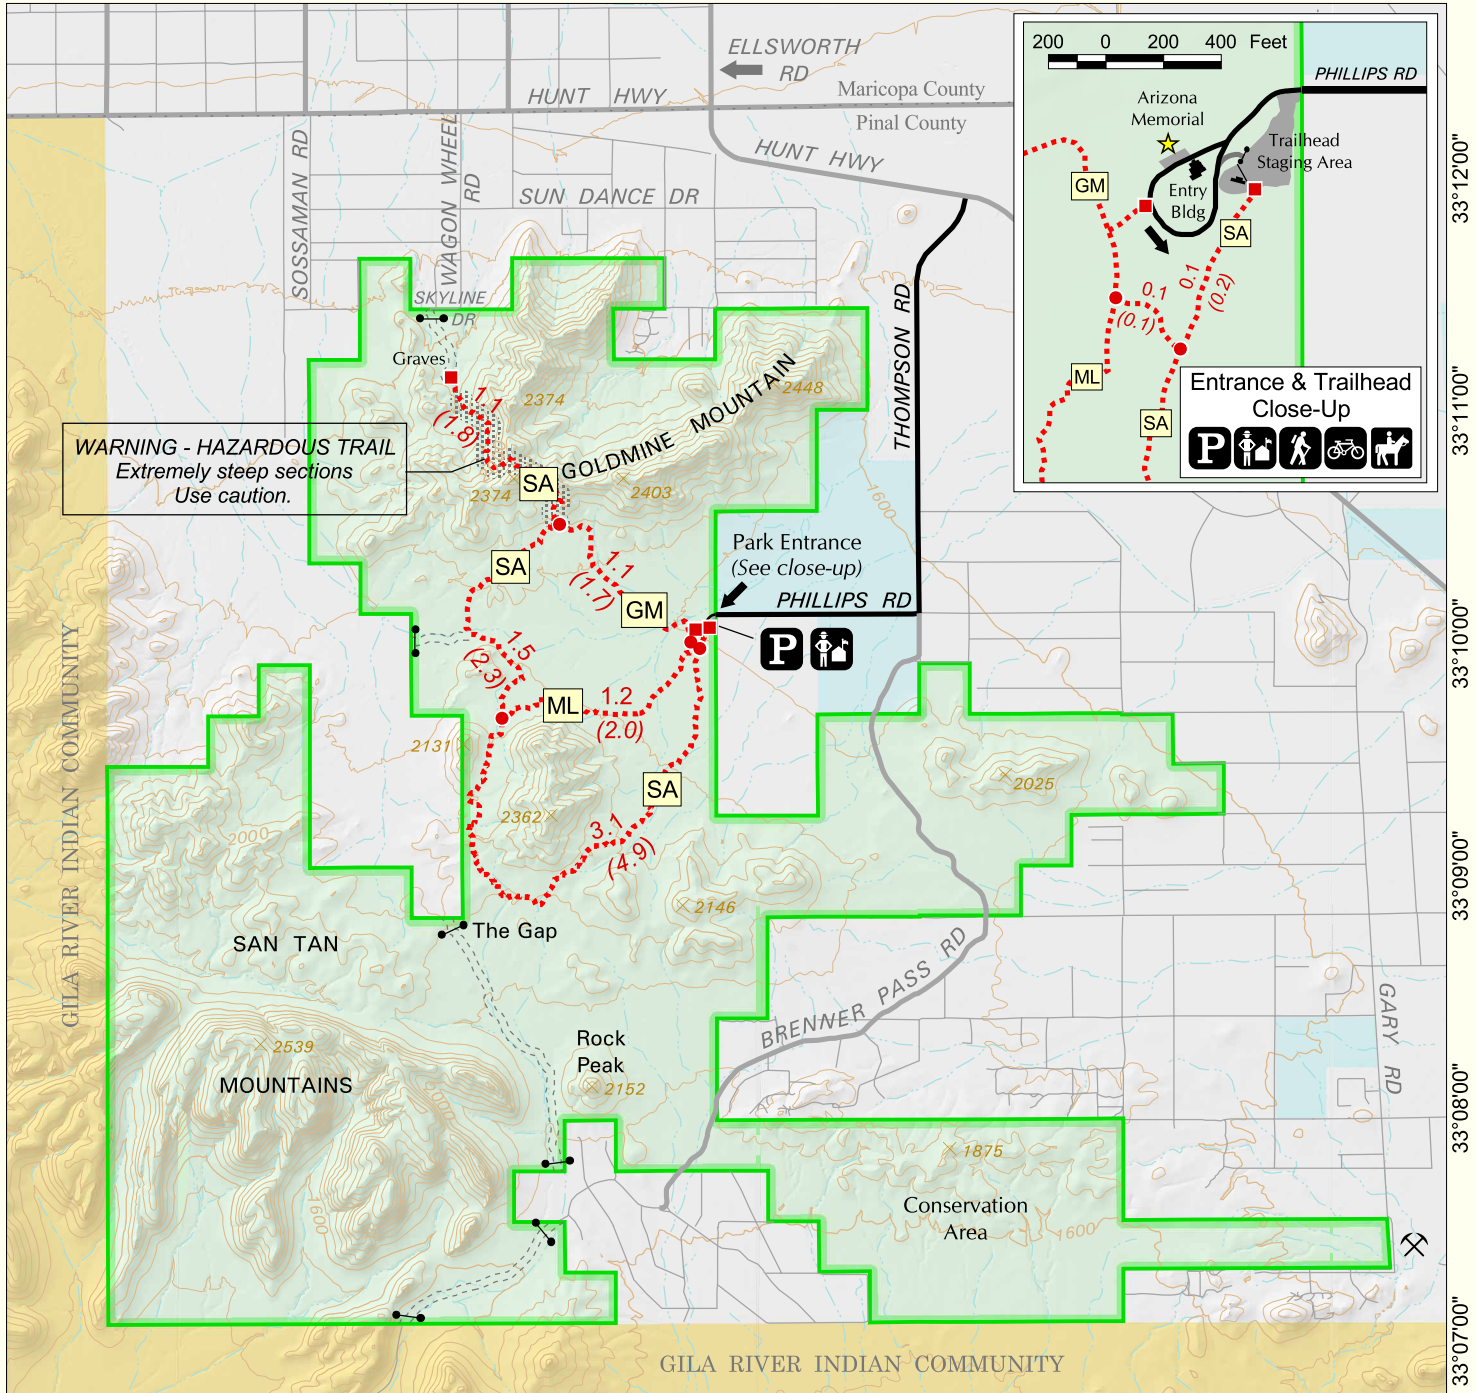 ELLSWORTH
RD
Maricopa County
HUNT HWY
Pinal County
HUNT HWY
SOSSAMAN RD
WAGON WHEEL
RD
SUN DANCE DR
SKYLINE
DR
Graves
1.1
(1.8)
2374
GOLDMINE MOUNTAIN
2448
THOMPSON RD
WARNING - HAZARDOUS TRAIL
Extremely steep sections
Use caution.
2374
SA
2403
1600
SA
1.1
(1.7)
GM
Park Entrance
(See close-up)
PHILLIPS RD
P
1.5
(2.3)
ML
1.2
(2.0)
2131
SA
2362
3.1
(4.9)
2025
2000
2146
GILA RIVER INDIAN COMMUNITY
SAN TAN
The Gap
BRENNER PASS RD
GARY RD
2539
MOUNTAINS
Rock
Peak
2152
1600
1875
Conservation
Area
1600
GILA RIVER INDIAN COMMUNITY
200 0 200 400 Feet
PHILLIPS RD
Arizona
Memorial
Trailhead
Staging Area
GM
Entry
Bldg
SA
0.1
(0.1)
0.1
(0.2)
ML
SA
Entrance & Trailhead
Close-Up
P
33°12'00"
33°11'00"
33°10'00"
33°09'00"
33°08'00"
33°07'00"